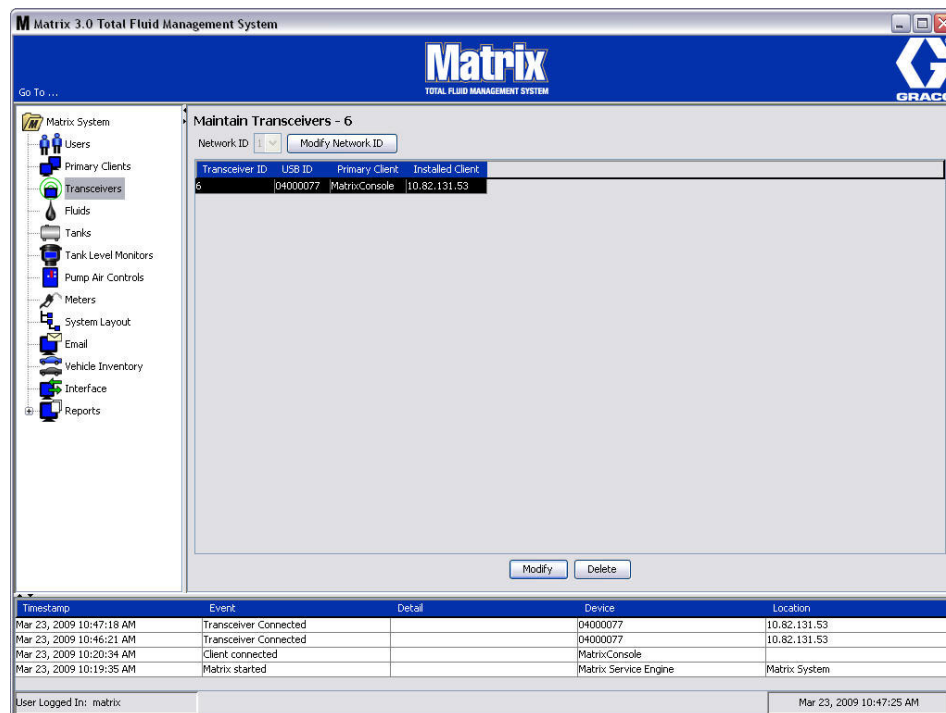 Matrix 3.0 Total Fluid Management System
Matrix
TOTAL FLUID MANAGEMENT SYSTEM
Go To ...
GRACO
Matrix System
Users
Primary Clients
Transceivers
Fluids
Tanks
Tank Level Monitors
Pump Air Controls
Meters
System Layout
Email
Vehicle Inventory
Interface
Reports
Maintain Transceivers - 6
Network ID 1 Modify Network ID
Transceiver ID USB ID Primary Client Installed Client
6 04000077 MatrixConsole 10.82.131.53
Modify Delete
Timestamp Event Detail Device Location
Mar 23, 2009 10:47:18 AM Transceiver Connected 04000077 10.82.131.53
Mar 23, 2009 10:46:21 AM Transceiver Connected 04000077 10.82.131.53
Mar 23, 2009 10:20:34 AM Client connected MatrixConsole
Mar 23, 2009 10:19:35 AM Matrix started Matrix Service Engine Matrix System
User Logged In: matrix Mar 23, 2009 10:47:25 AM